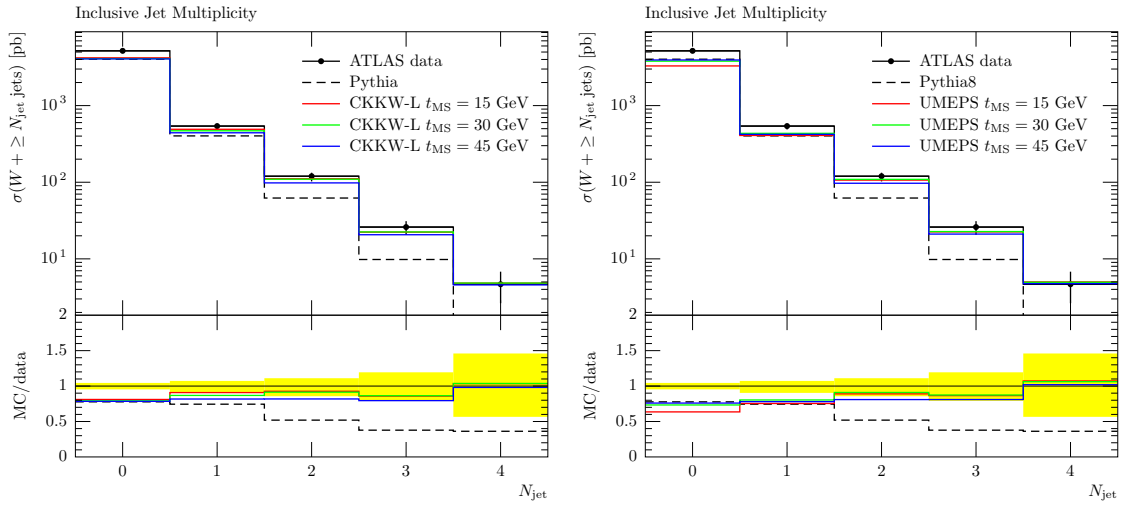 Inclusive Jet Multiplicity
σ(W + ≥ N_jet jets) [pb]
ATLAS data
Pythia
CKKW-L t_MS = 15 GeV
CKKW-L t_MS = 30 GeV
CKKW-L t_MS = 45 GeV
10^3
10^2
10^1
2
MC/data
1.5
1
0.5
0
0 1 2 3 4
N_jet
Inclusive Jet Multiplicity
σ(W + ≥ N_jet jets) [pb]
ATLAS data
Pythia8
UMEPS t_MS = 15 GeV
UMEPS t_MS = 30 GeV
UMEPS t_MS = 45 GeV
10^3
10^2
10^1
2
MC/data
1.5
1
0.5
0
0 1 2 3 4
N_jet